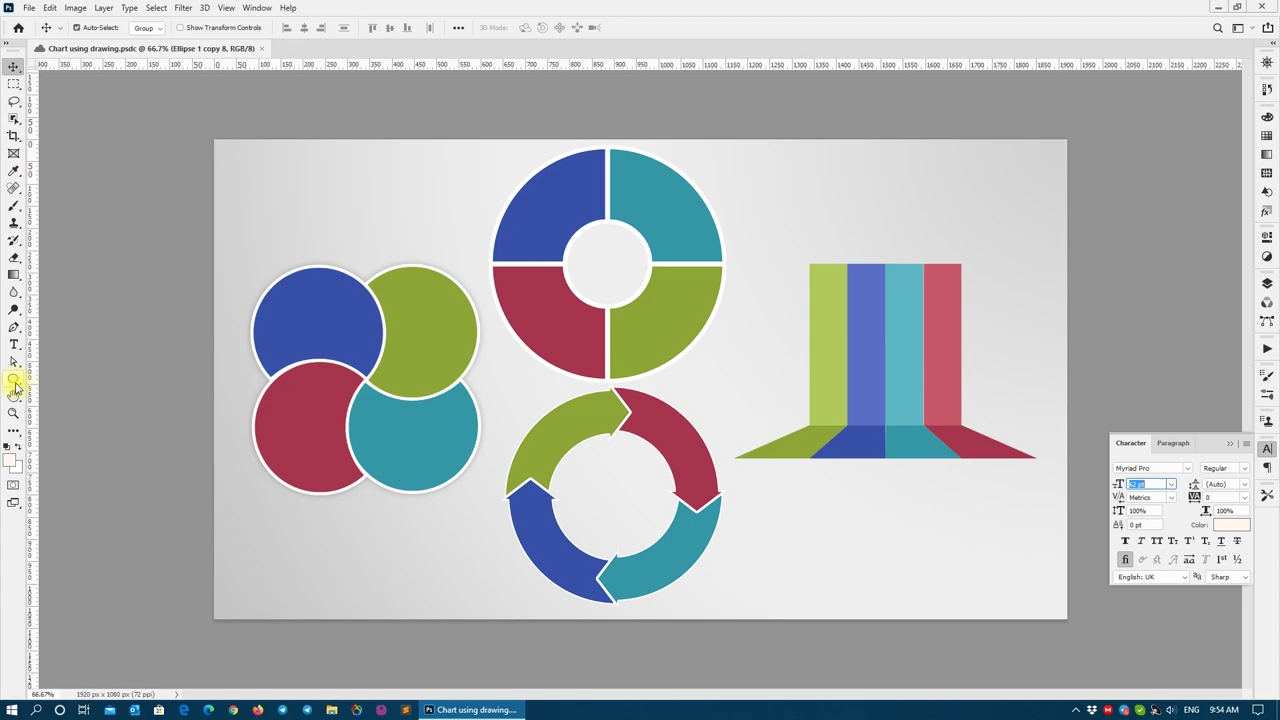 File Edit Image Layer Type Select Filter 3D View Window Help
Auto-Select: Group Show Transform Controls 3D Mode:
Chart using drawing.psdc @ 66.7% (Ellipse 1 copy 8, RGB/8)
Character Paragraph
Myriad Pro Regular
(Auto)
Metrics 0
100% 100%
0 pt Color:
English: UK Sharp
66.67% 1920 px x 1080 px (72 ppi)
Chart using drawing....
ENG 9:54 AM